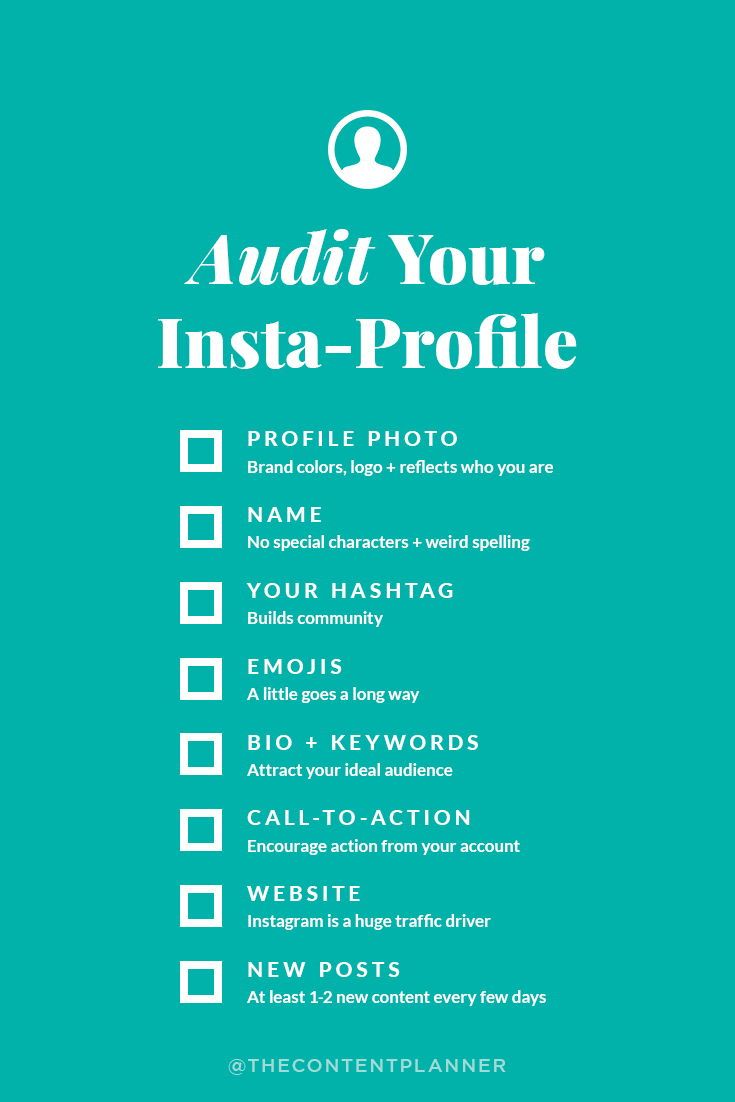 Audit Your
Insta-Profile
PROFILE PHOTO
Brand colors, logo + reflects who you are
NAME
No special characters + weird spelling
YOUR HASHTAG
Builds community
EMOJIS
A little goes a long way
BIO + KEYWORDS
Attract your ideal audience
CALL-TO-ACTION
Encourage action from your account
WEBSITE
Instagram is a huge traffic driver
NEW POSTS
At least 1-2 new content every few days
@THECONTENTPLANNER